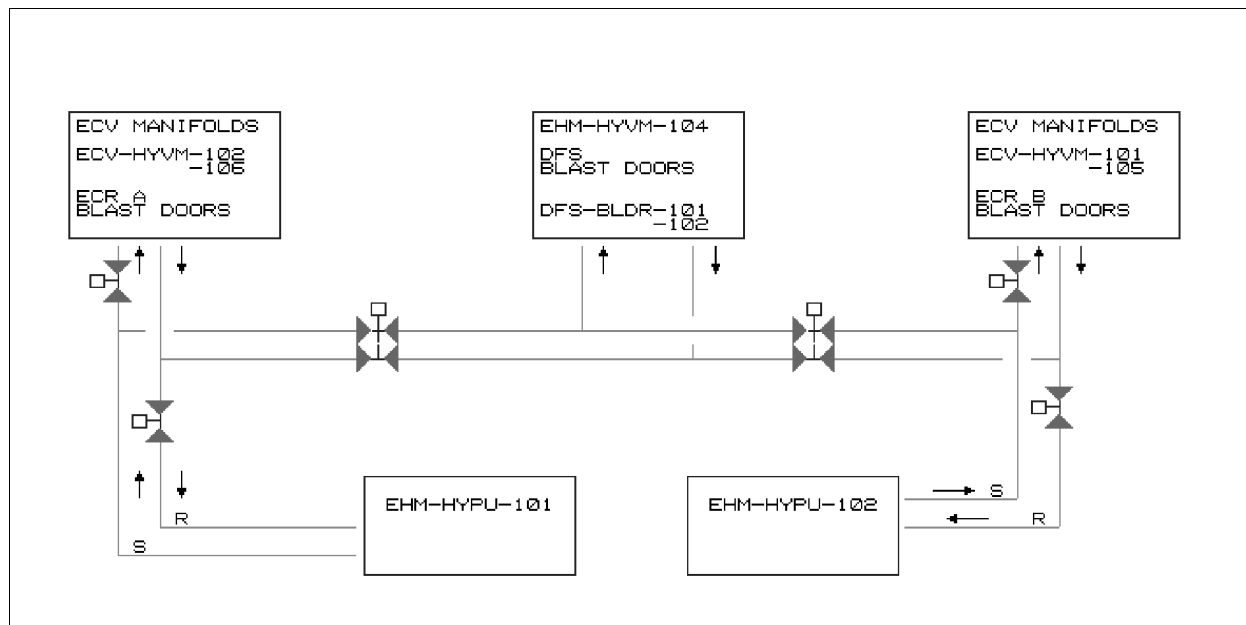 ECV MANIFOLDS
ECV-HYVM-102
-106
ECR A
BLAST DOORS
EHM-HYVM-104
DFS
BLAST DOORS
DFS-BLDR-101
-102
ECV MANIFOLDS
ECV-HYVM-101
-105
ECR B
BLAST DOORS
EHM-HYPU-101
R
S
EHM-HYPU-102
S
R